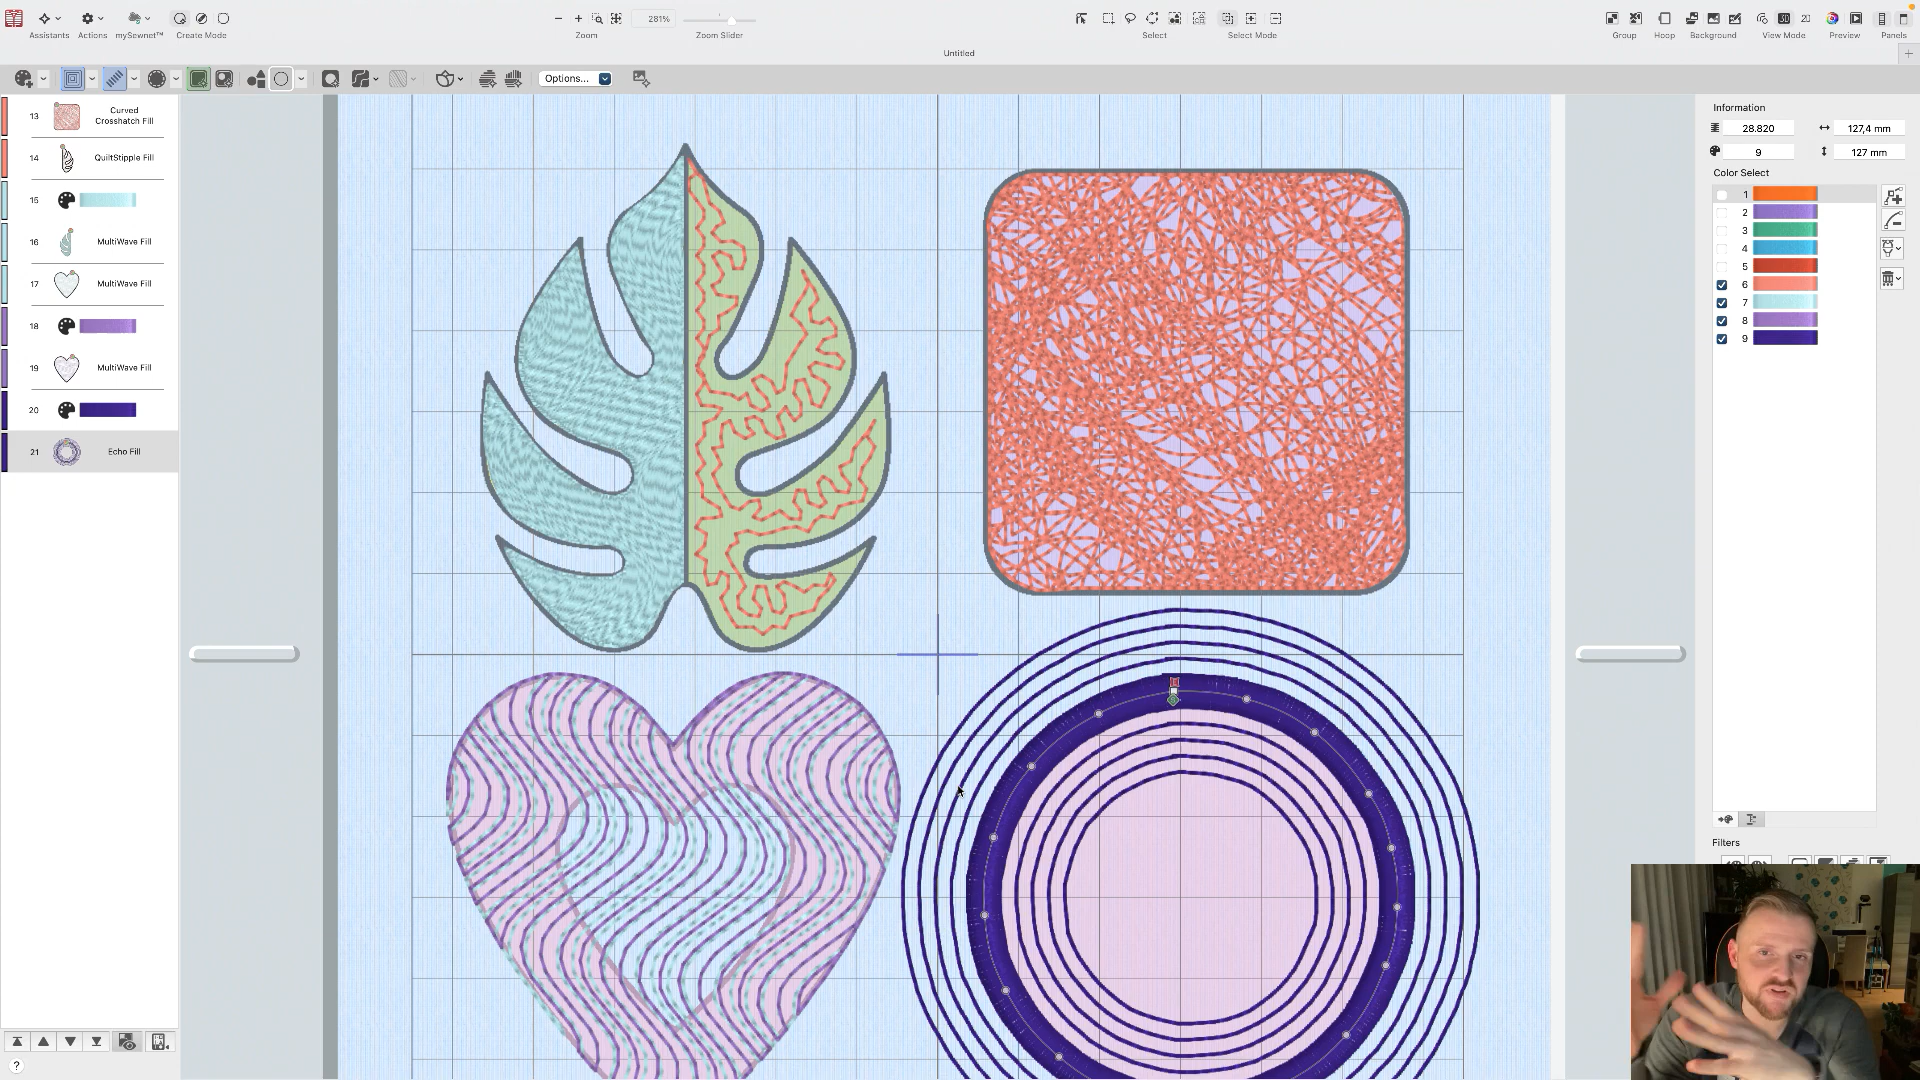 281%
2D
Assistants
Actions
mySewnet™
Create Mode
Zoom
Zoom Slider
Select
Select Mode
Group
Hoop
Background
View Mode
Preview
Panels
Untitled
Options...
13
Curved
Crosshatch Fill
14
QuiltStipple Fill
15
16
MultiWave Fill
17
MultiWave Fill
18
19
MultiWave Fill
20
21
Echo Fill
?
Information
28.820
127,4 mm
9
127 mm
Color Select
1
2
3
4
5
6
7
8
9
Filters